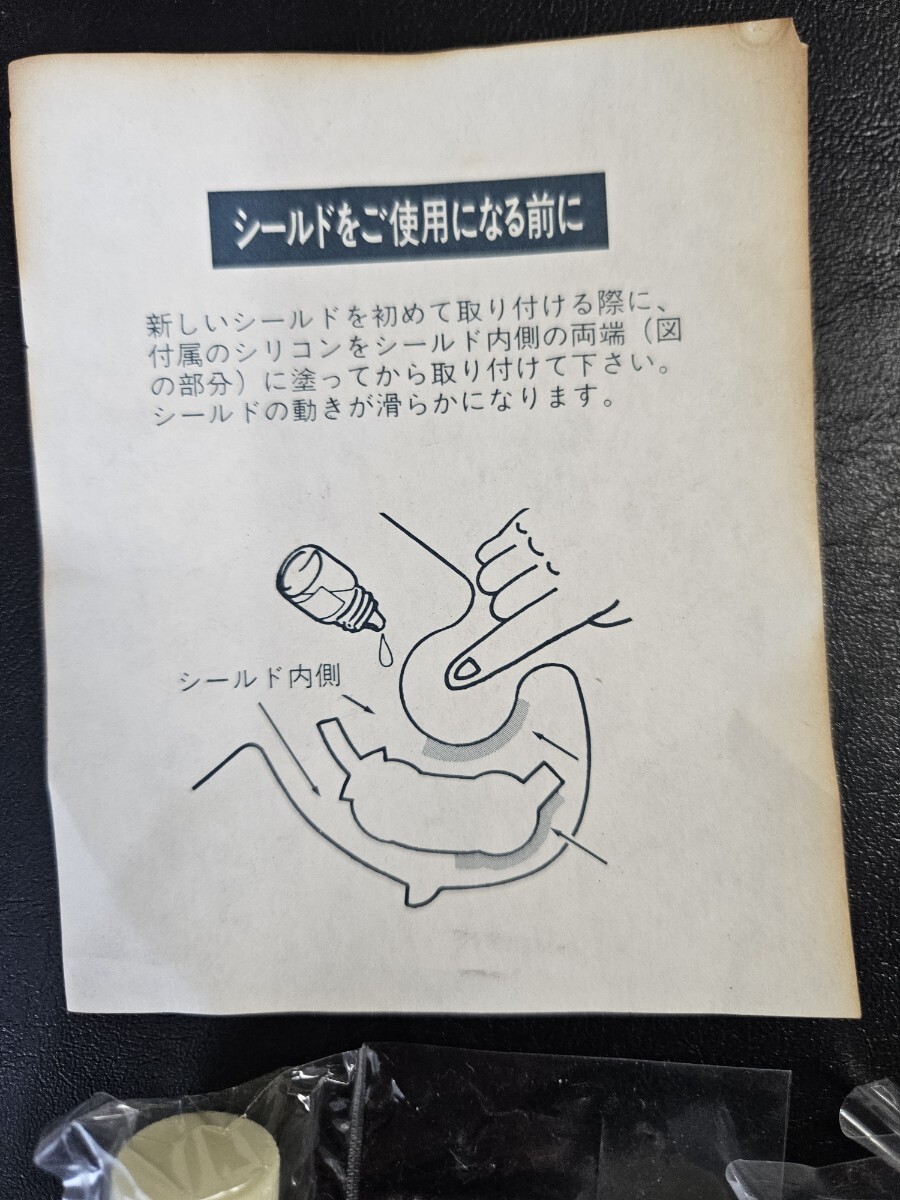 シールドをご使用になる前に
新しいシールドを初めて取り付ける際に、
付属のシリコンをシールド内側の両端（図
の部分）に塗ってから取り付けて下さい。
シールドの動きが滑らかになります。
シールド内側